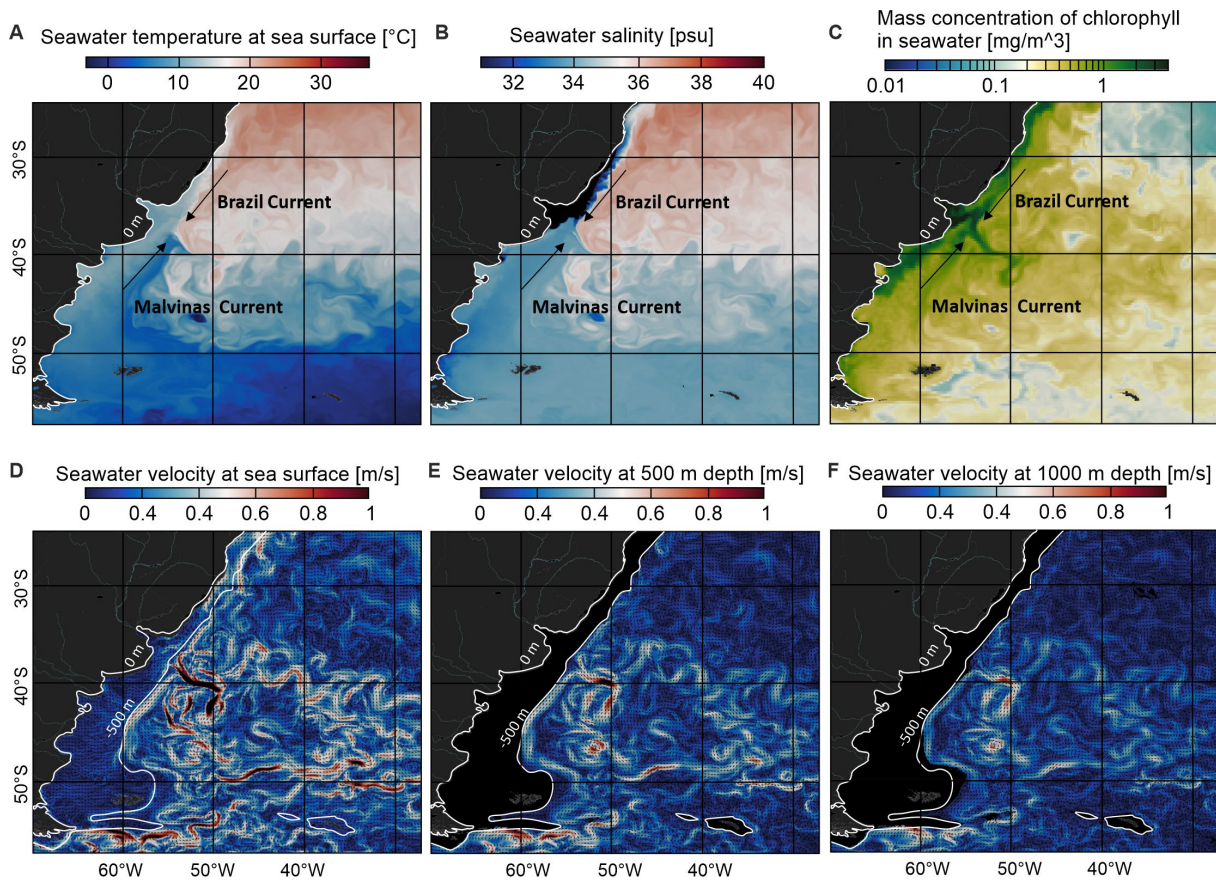 A Seawater temperature at sea surface [°C]
0 10 20 30
B Seawater salinity [psu]
32 34 36 38 40
C Mass concentration of chlorophyll
in seawater [mg/m^3]
0.01 0.1 1
30°S
40°S
50°S
0 m
Brazil Current
Malvinas Current
0 m
Brazil Current
Malvinas Current
0 m
Brazil Current
Malvinas Current
D Seawater velocity at sea surface [m/s]
0 0.4 0.4 0.6 0.8 1
E Seawater velocity at 500 m depth [m/s]
0 0.4 0.4 0.6 0.8 1
F Seawater velocity at 1000 m depth [m/s]
0 0.4 0.4 0.6 0.8 1
30°S
40°S
50°S
0 m
-500 m
0 m
-500 m
0 m
-500 m
60°W 50°W 40°W
60°W 50°W 40°W
60°W 50°W 40°W